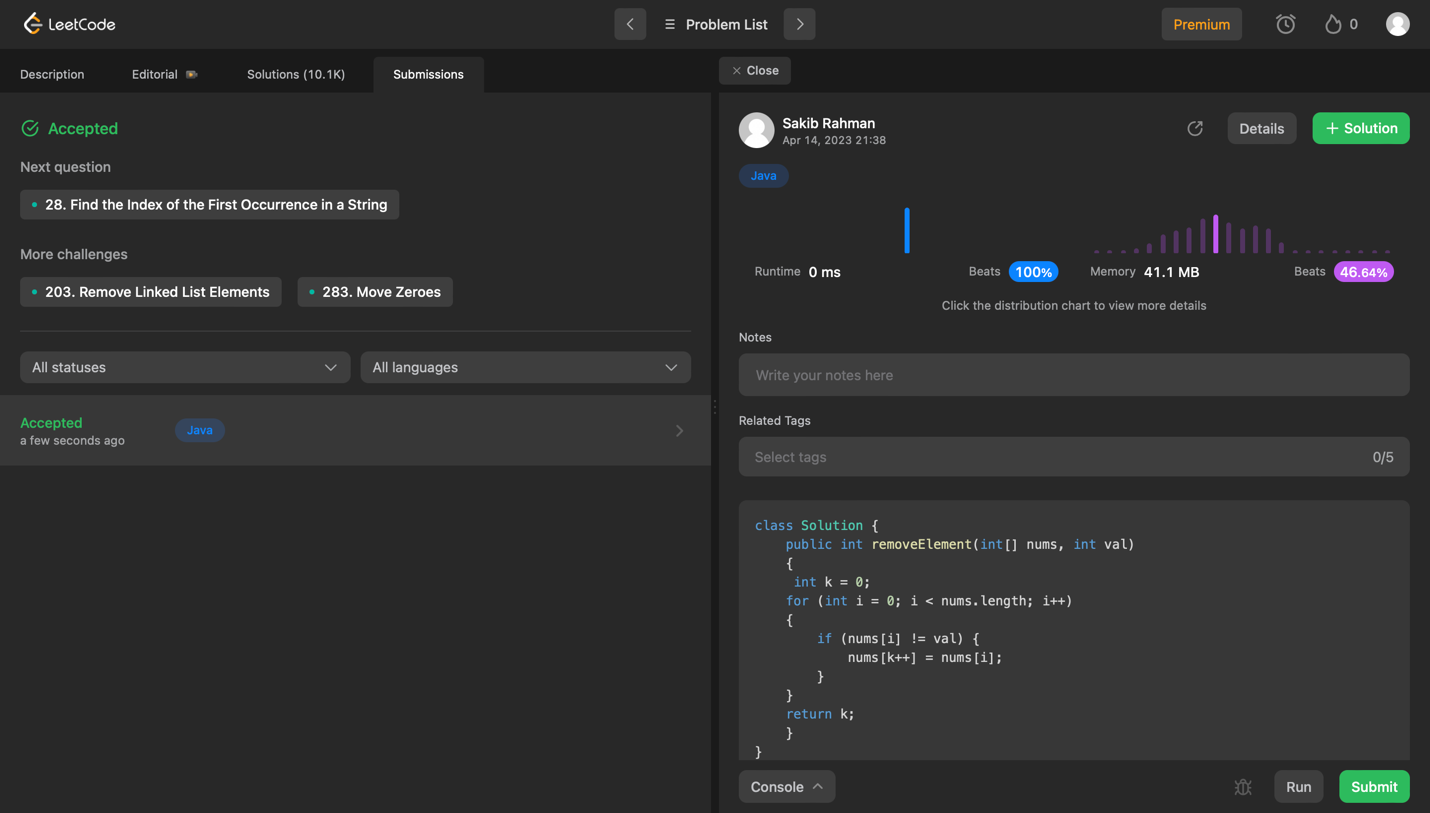 LeetCode
Problem List
Premium
0
Description
Editorial
Solutions (10.1K)
Submissions
Accepted
Next question
28. Find the Index of the First Occurrence in a String
More challenges
203. Remove Linked List Elements
283. Move Zeroes
All statuses
All languages
Accepted
a few seconds ago
Java
Close
Sakib Rahman
Apr 14, 2023 21:38
Details
+ Solution
Java
Runtime 0 ms
Beats 100%
Memory 41.1 MB
Beats 46.64%
Click the distribution chart to view more details
Notes
Write your notes here
Related Tags
Select tags
0/5
class Solution {
    public int removeElement(int[] nums, int val)
    {
     int k = 0;
    for (int i = 0; i < nums.length; i++)
    {
        if (nums[i] != val) {
            nums[k++] = nums[i];
        }
    }
    return k;
    }
}
Console
Run
Submit